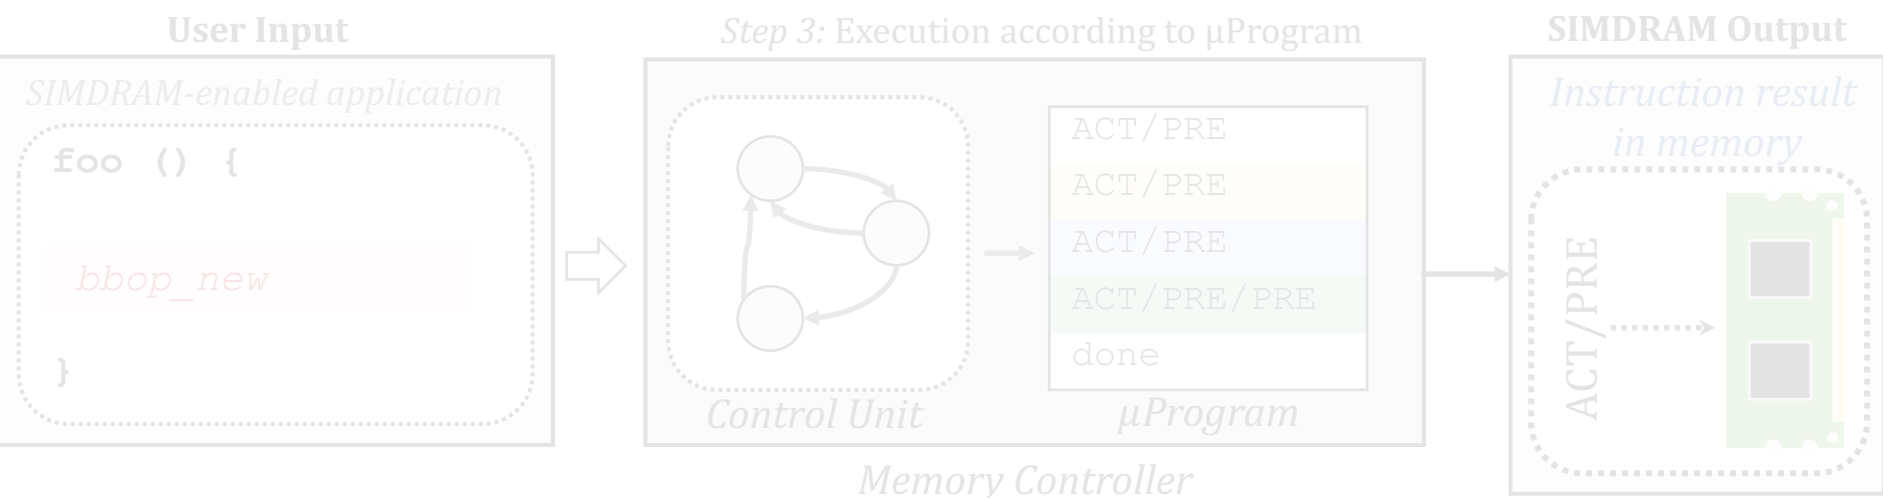 User Input
SIMDRAM-enabled application
foo () {
bbop_new
}
Step 3: Execution according to μProgram
Control Unit
ACT/PRE
ACT/PRE
ACT/PRE
ACT/PRE/PRE
done
μProgram
Memory Controller
SIMDRAM Output
Instruction result
in memory
ACT/PRE